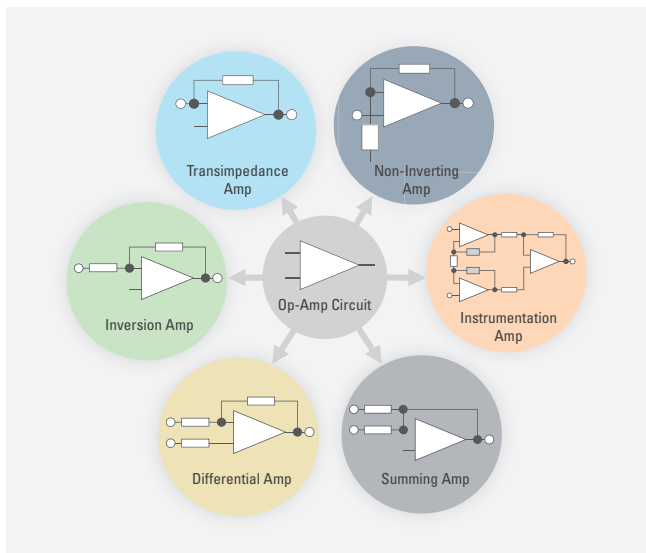 Transimpedance
Amp
Non-Inverting
Amp
Inversion Amp
Op-Amp Circuit
Instrumentation
Amp
Differential Amp
Summing Amp